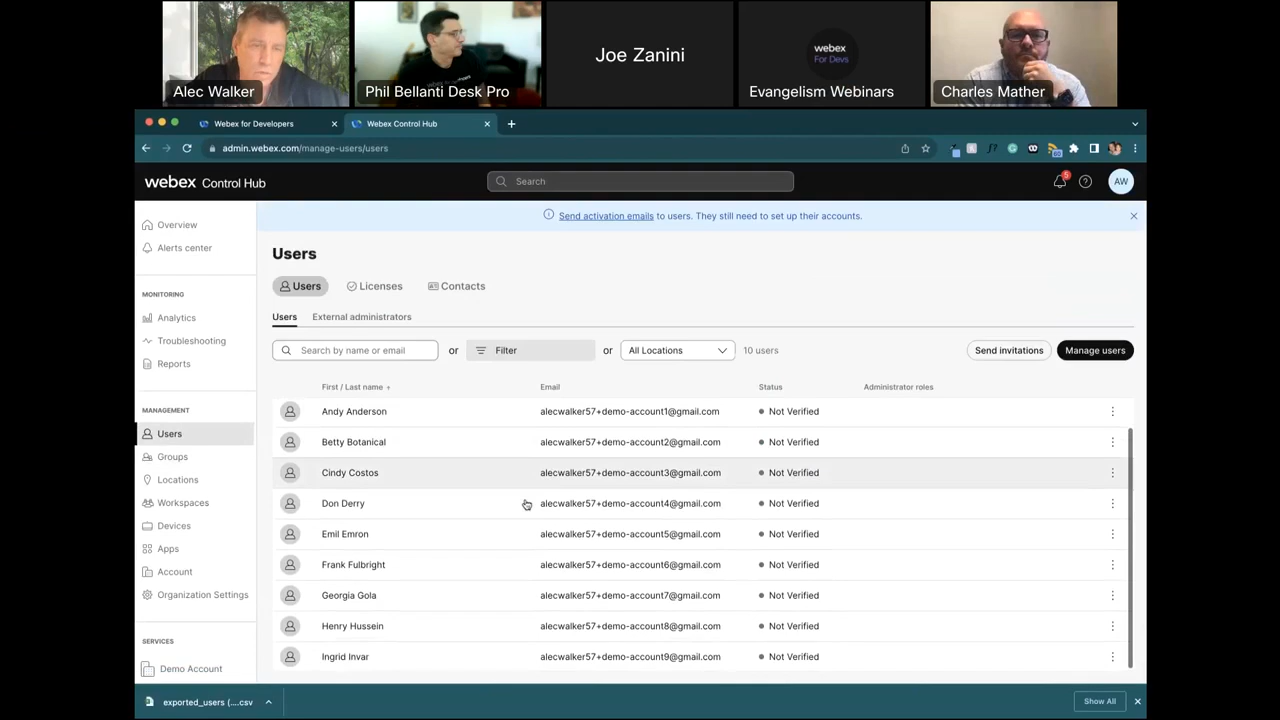 Alec Walker
Phil Bellanti Desk Pro
Joe Zanini
webex
For Devs
Evangelism Webinars
Charles Mather
Webex for Developers
Webex Control Hub
admin.webex.com/manage-users/users
webex Control Hub
Search
5
AW
Overview
Alerts center
MONITORING
Analytics
Troubleshooting
Reports
MANAGEMENT
Users
Groups
Locations
Workspaces
Devices
Apps
Account
Organization Settings
SERVICES
Demo Account
Send activation emails to users. They still need to set up their accounts.
Users
Users Licenses Contacts
Users External administrators
Search by name or email or Filter or All Locations 10 users Send invitations Manage users
First / Last name Email Status Administrator roles
Andy Anderson alecwalker57+demo-account1@gmail.com Not Verified
Betty Botanical alecwalker57+demo-account2@gmail.com Not Verified
Cindy Costos alecwalker57+demo-account3@gmail.com Not Verified
Don Derry alecwalker57+demo-account4@gmail.com Not Verified
Emil Emron alecwalker57+demo-account5@gmail.com Not Verified
Frank Fulbright alecwalker57+demo-account6@gmail.com Not Verified
Georgia Gola alecwalker57+demo-account7@gmail.com Not Verified
Henry Hussein alecwalker57+demo-account8@gmail.com Not Verified
Ingrid Invar alecwalker57+demo-account9@gmail.com Not Verified
exported_users (....csv
Show All